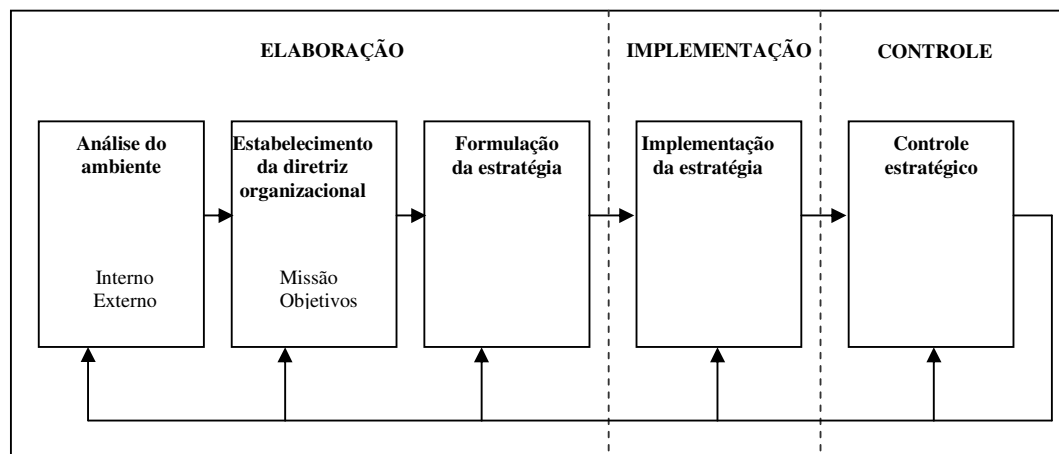 ELABORAÇÃO
IMPLEMENTAÇÃO
CONTROLE
Análise do
ambiente
Interno
Externo
Estabelecimento
da diretriz
organizacional
Missão
Objetivos
Formulação
da estratégia
Implementação
da estratégia
Controle
estratégico